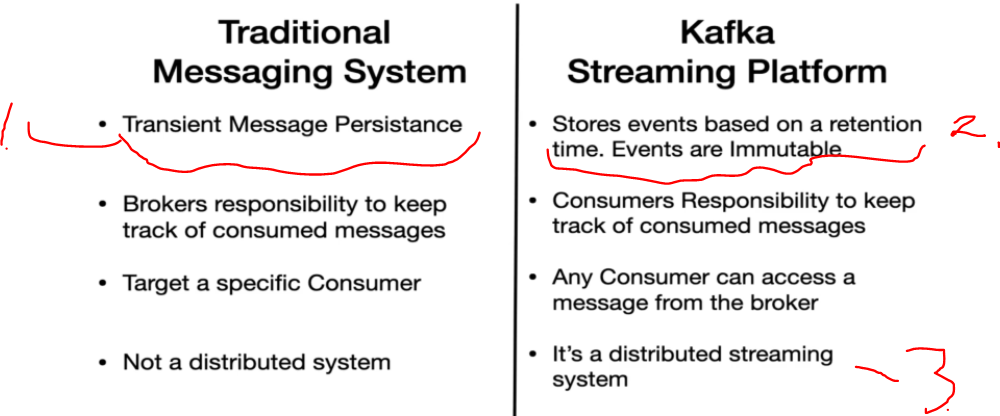 Traditional
Messaging System
1.
• Transient Message Persistance
• Brokers responsibility to keep
track of consumed messages
• Target a specific Consumer
• Not a distributed system
Kafka
Streaming Platform
• Stores events based on a retention
time. Events are Immutable
2.
• Consumers Responsibility to keep
track of consumed messages
• Any Consumer can access a
message from the broker
• It's a distributed streaming
system
3